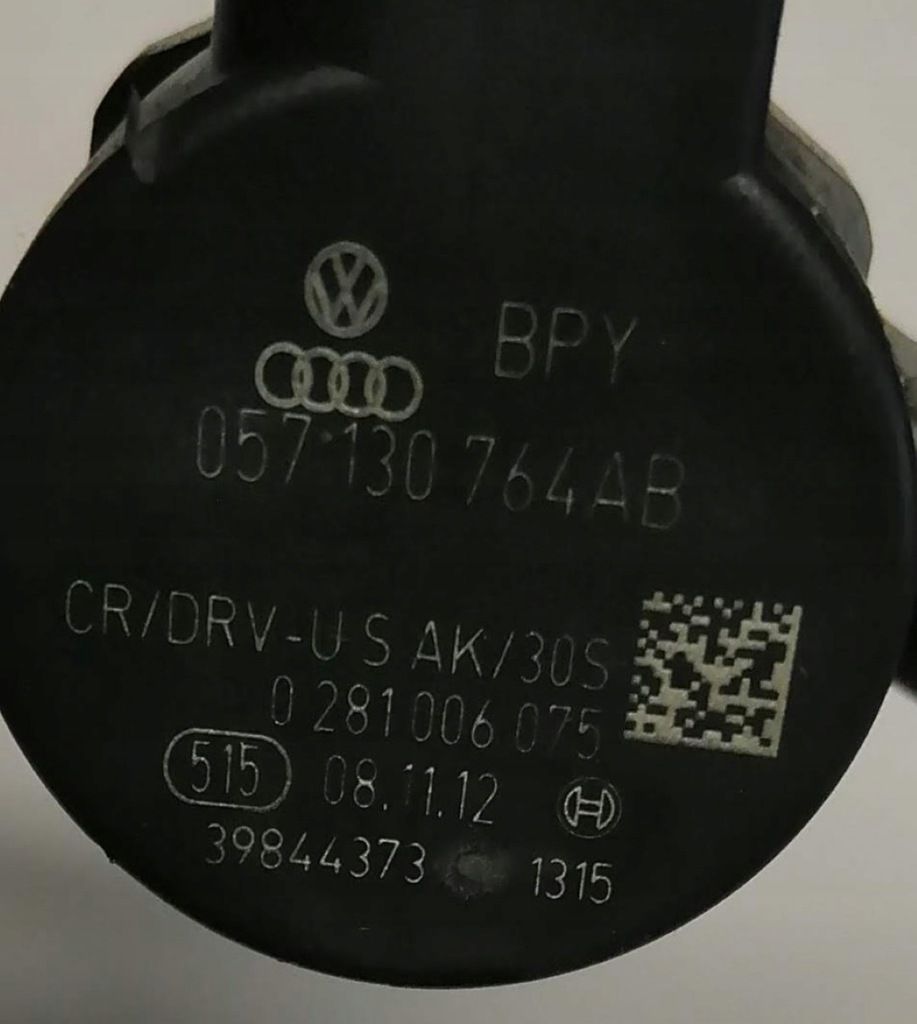 BPY
057 130 764AB
CR/DRV-U S AK/30S
0 281 006 075
515 08.11.12
39844373 1315